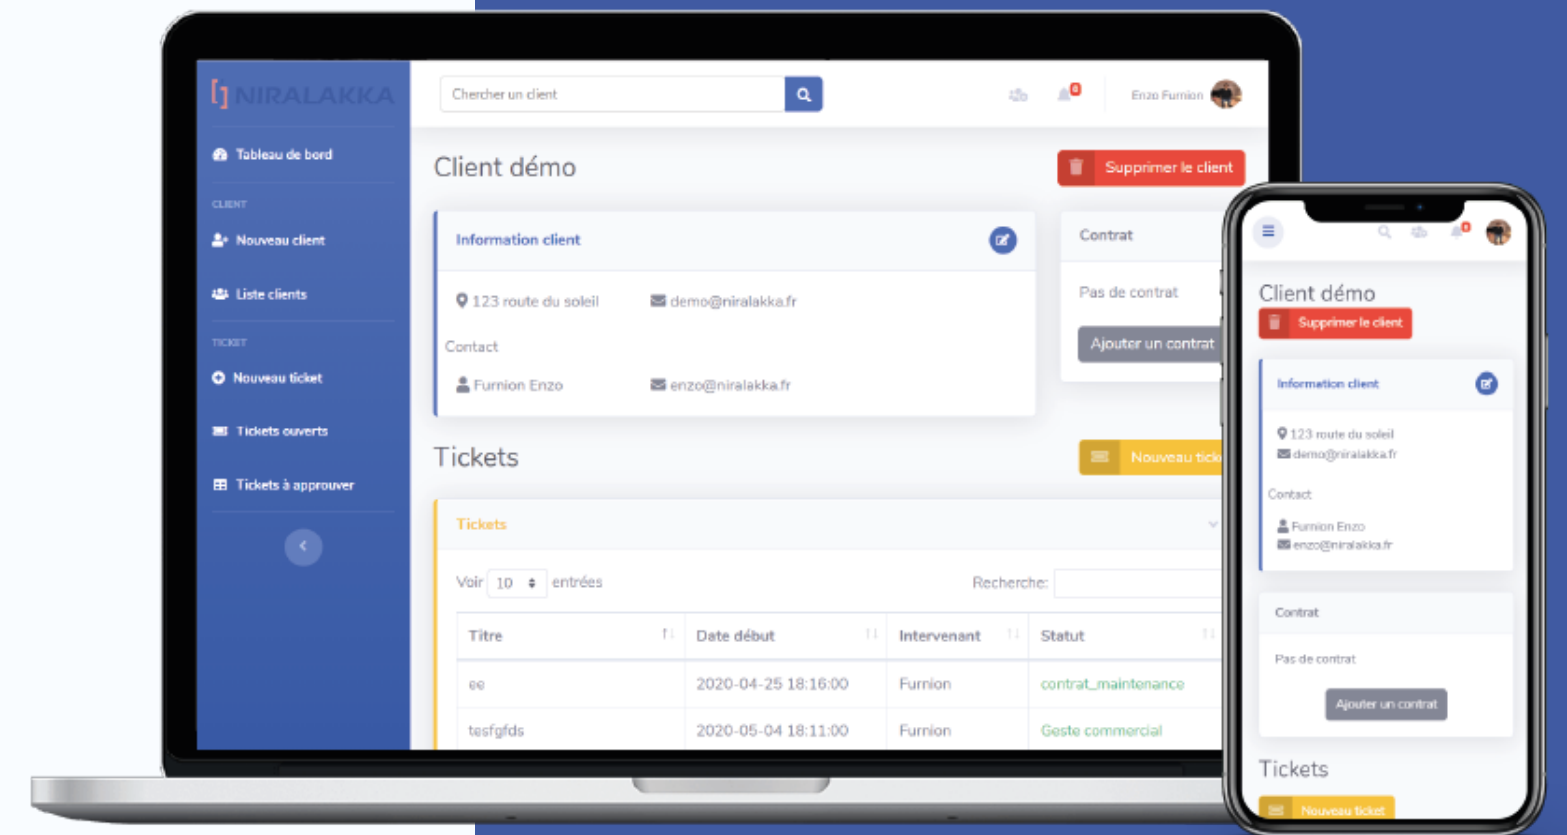 NIRALAKKA
Tableau de bord
CLIENT
Nouveau client
Liste clients
TICKET
Nouveau ticket
Tickets ouverts
Tickets à approuver
Chercher un client
0
Enzo Furnion
Client démo
Supprimer le client
Information client
123 route du soleil demo@niralakka.fr
Contact
Furnion Enzo enzo@niralakka.fr
Contrat
Pas de contrat
Ajouter un contrat
Tickets
Nouveau tick
Tickets
Voir 10 entrées Recherche:
Titre Date début Intervenant Statut
ee 2020-04-25 18:16:00 Furnion contrat_maintenance
tesfgfds 2020-05-04 18:11:00 Furnion Geste commercial
0
Client démo
Supprimer le client
Information client
123 route du soleil
demo@niralakka.fr
Contact
Furnion Enzo
enzo@niralakka.fr
Contrat
Pas de contrat
Ajouter un contrat
Tickets
Nouveau ticket